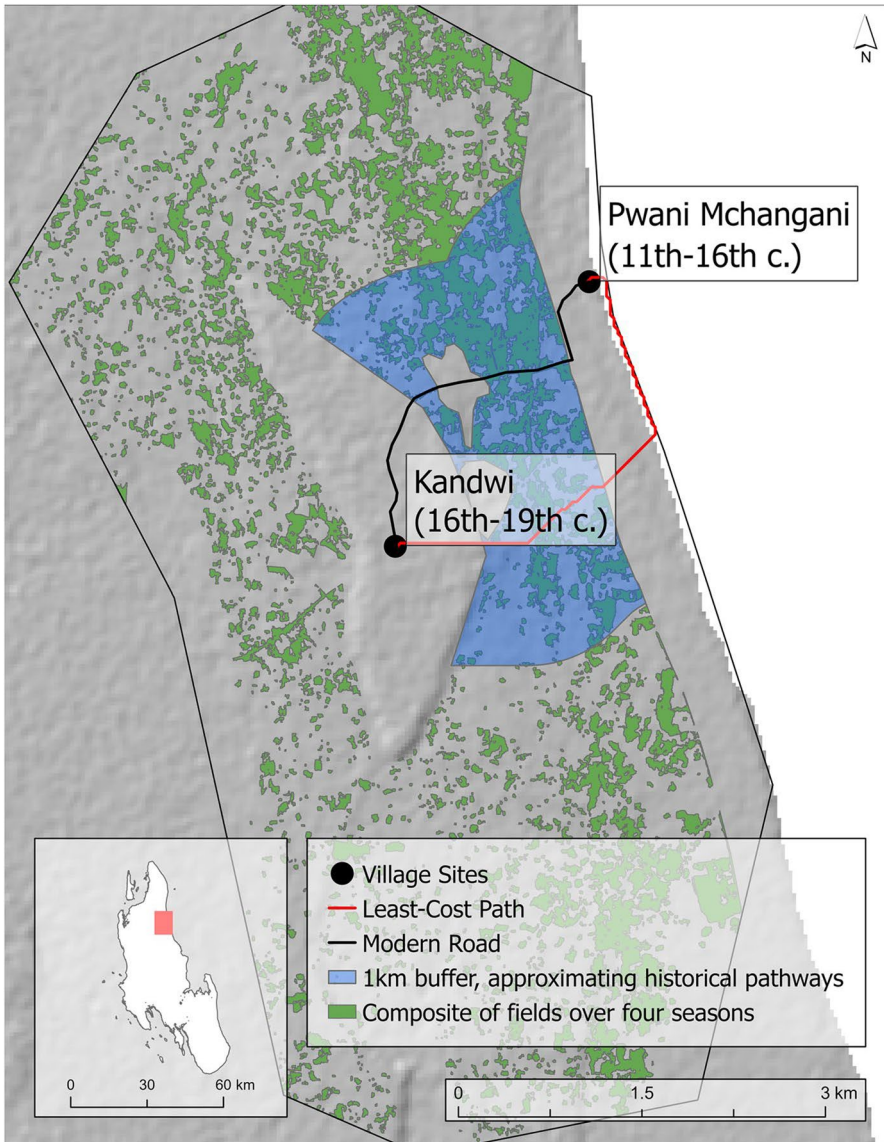 N
Pwani Mchangani
(11th-16th c.)
Kandwi
(16th-19th c.)
Village Sites
Least-Cost Path
Modern Road
1km buffer, approximating historical pathways
Composite of fields over four seasons
0 30 60 km
0 1.5 3 km